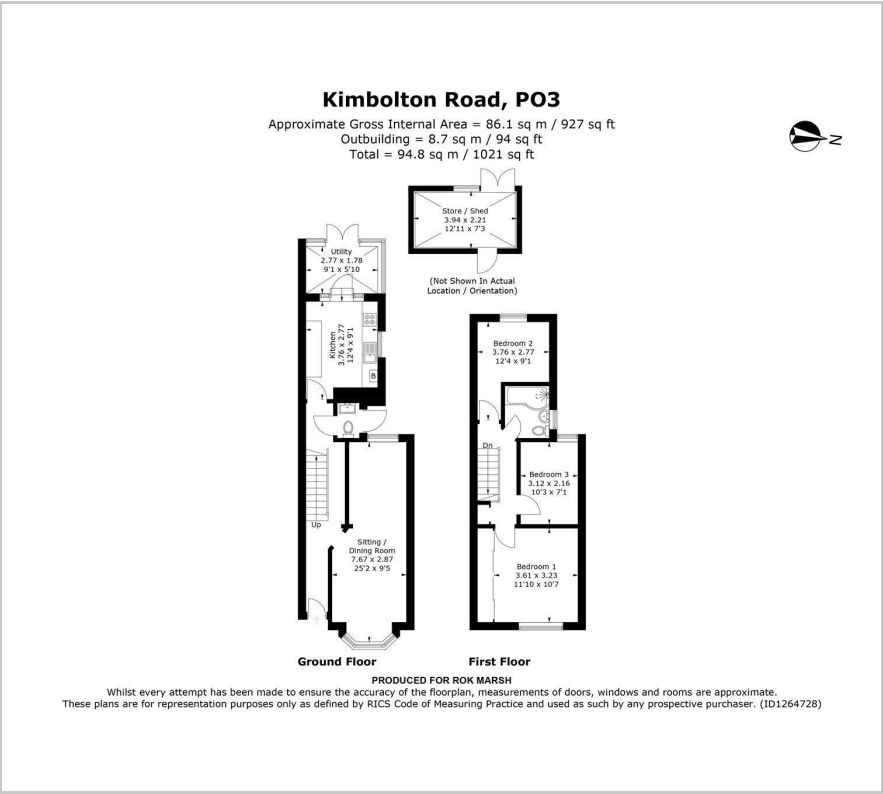 Kimbolton Road, PO3
Approximate Gross Internal Area = 86.1 sq m / 927 sq ft
Outbuilding = 8.7 sq m / 94 sq ft
Total = 94.8 sq m / 1021 sq ft
N
Store / Shed
3.94 x 2.21
12'11 x 7'3
(Not Shown In Actual
Location / Orientation)
Utility
2.77 x 1.78
9'1 x 5'10
Kitchen
3.76 x 2.77
12'4 x 9'1
B
Up
Sitting /
Dining Room
7.67 x 2.87
25'2 x 9'5
Ground Floor
Bedroom 2
3.76 x 2.77
12'4 x 9'1
Dn
Bedroom 3
3.12 x 2.16
10'3 x 7'1
Bedroom 1
3.61 x 3.23
11'10 x 10'7
First Floor
PRODUCED FOR ROK MARSH
Whilst every attempt has been made to ensure the accuracy of the floorplan, measurements of doors, windows and rooms are approximate.
These plans are for representation purposes only as defined by RICS Code of Measuring Practice and used as such by any prospective purchaser. (ID1264728)